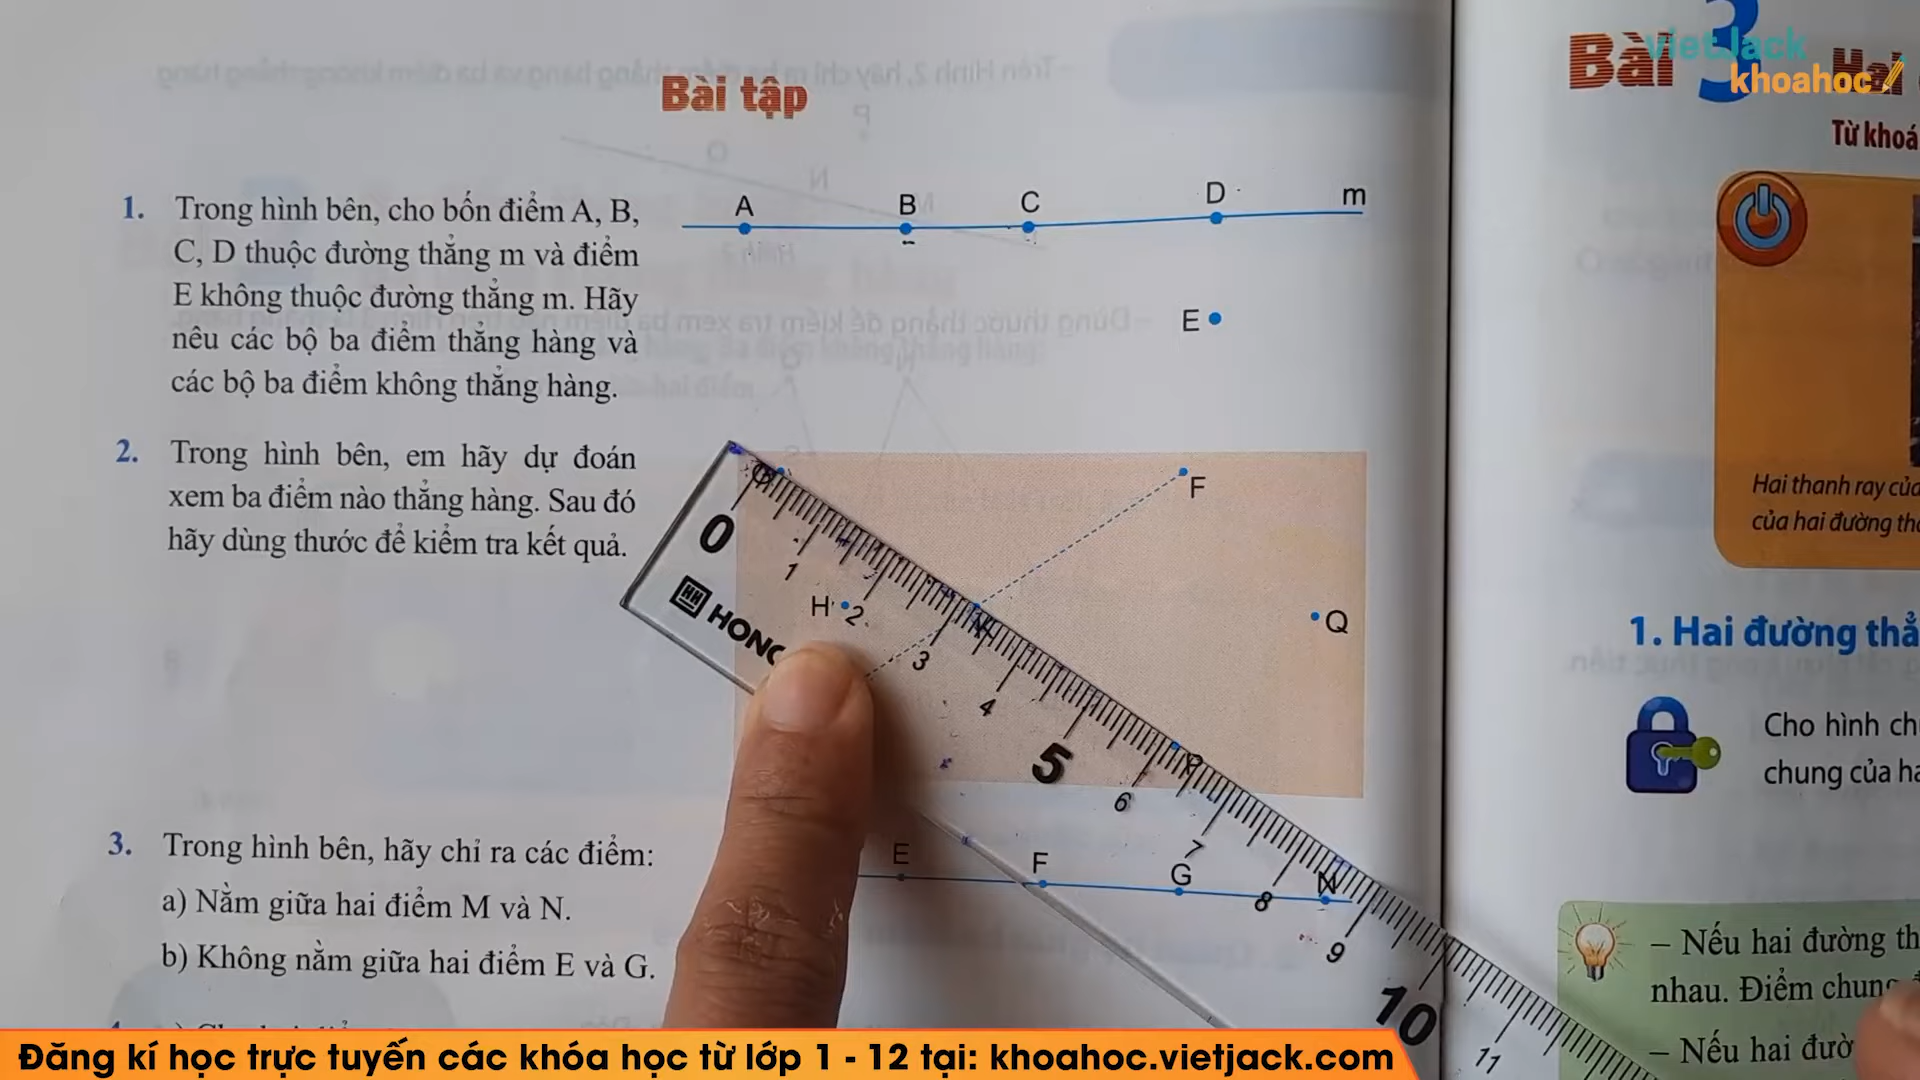 Bài tập
1. Trong hình bên, cho bốn điểm A, B,
C, D thuộc đường thẳng m và điểm
E không thuộc đường thẳng m. Hãy
nêu các bộ ba điểm thẳng hàng và
các bộ ba điểm không thẳng hàng.
A B C D m
E
2. Trong hình bên, em hãy dự đoán
xem ba điểm nào thẳng hàng. Sau đó
hãy dùng thước để kiểm tra kết quả.
F
H
Q
0 1 2 3 4 5 6 7 8 9 10 11
3. Trong hình bên, hãy chỉ ra các điểm:
a) Nằm giữa hai điểm M và N.
b) Không nằm giữa hai điểm E và G.
E F G N
Bài 3 Hai
vietJack
khoahoc
Từ khoá
Hai thanh ray của
của hai đường
1. Hai đường
Cho hình
chung của
– Nếu hai đường
nhau. Điểm chung
– Nếu hai
Đăng kí học trực tuyến các khóa học từ lớp 1 - 12 tại: khoahoc.vietjack.com